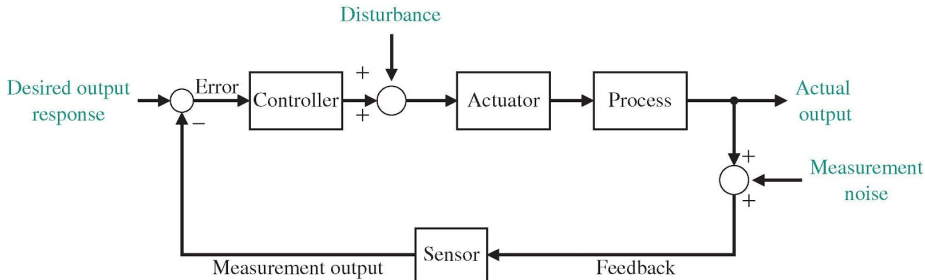 Disturbance
Desired output
response
Error
Controller
+
+
Actuator
Process
Actual
output
−
+
+
Measurement
noise
Sensor
Measurement output
Feedback